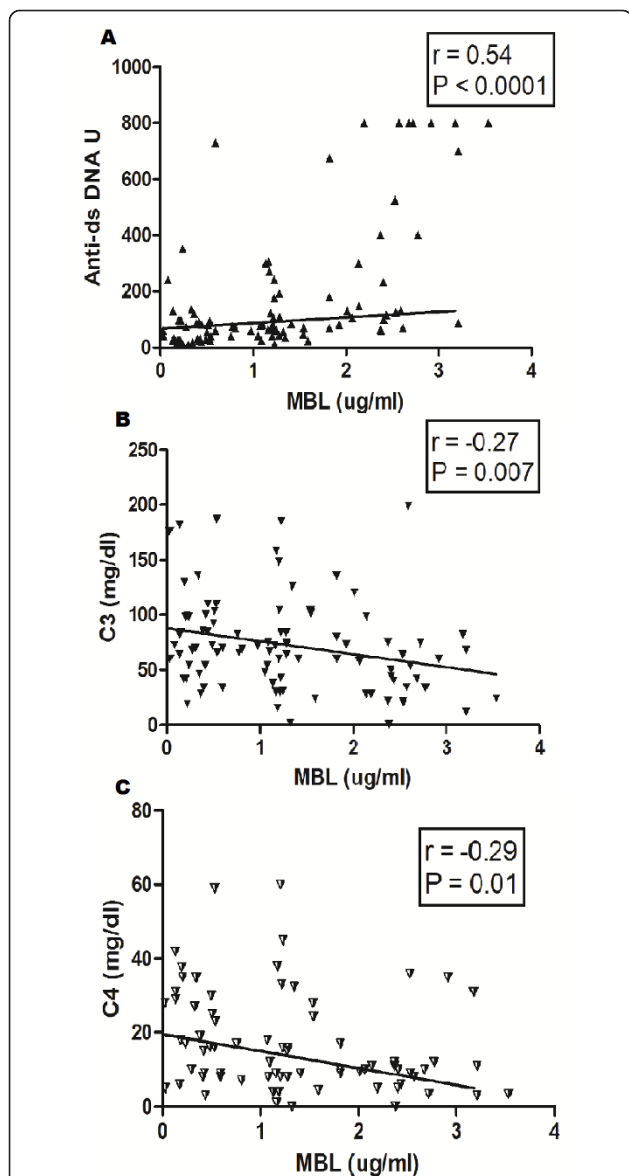 A
r = 0.54
P < 0.0001
1000
800
600
400
200
0
Anti-ds DNA U
0 1 2 3 4
MBL (ug/ml)
B
r = -0.27
P = 0.007
250
200
150
100
50
0
C3 (mg/dl)
0 1 2 3 4
MBL (ug/ml)
C
r = -0.29
P = 0.01
80
60
40
20
0
C4 (mg/dl)
0 1 2 3 4
MBL (ug/ml)